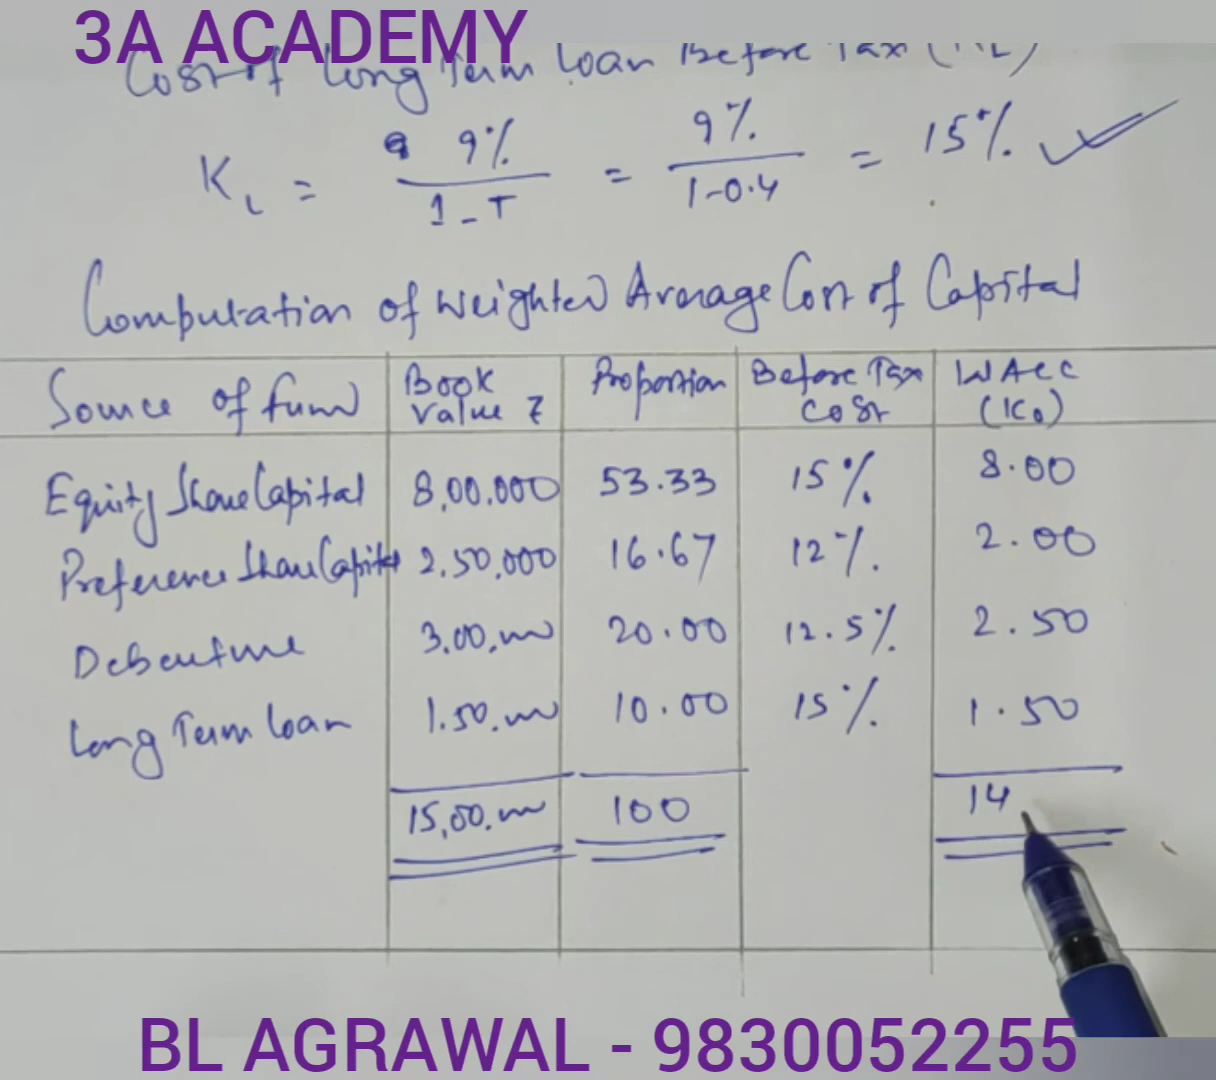 3A ACADEMY
Cost of Long Term Loan Before Tax (KL)
KL = 9% / 1-T = 9% / 1-0.4 = 15% ✓
Computation of Weighted Average Cost of Capital
Source of Fund Book Value ₹ Proportion Before Tax Cost WACC (Ko)
Equity Share Capital 8,00,000 53.33 15% 8.00
Preference Share Capital 2,50,000 16.67 12% 2.00
Debenture 3,00,000 20.00 12.5% 2.50
Long Term Loan 1,50,000 10.00 15% 1.50
15,00,000 100 14
BL AGRAWAL - 9830052255